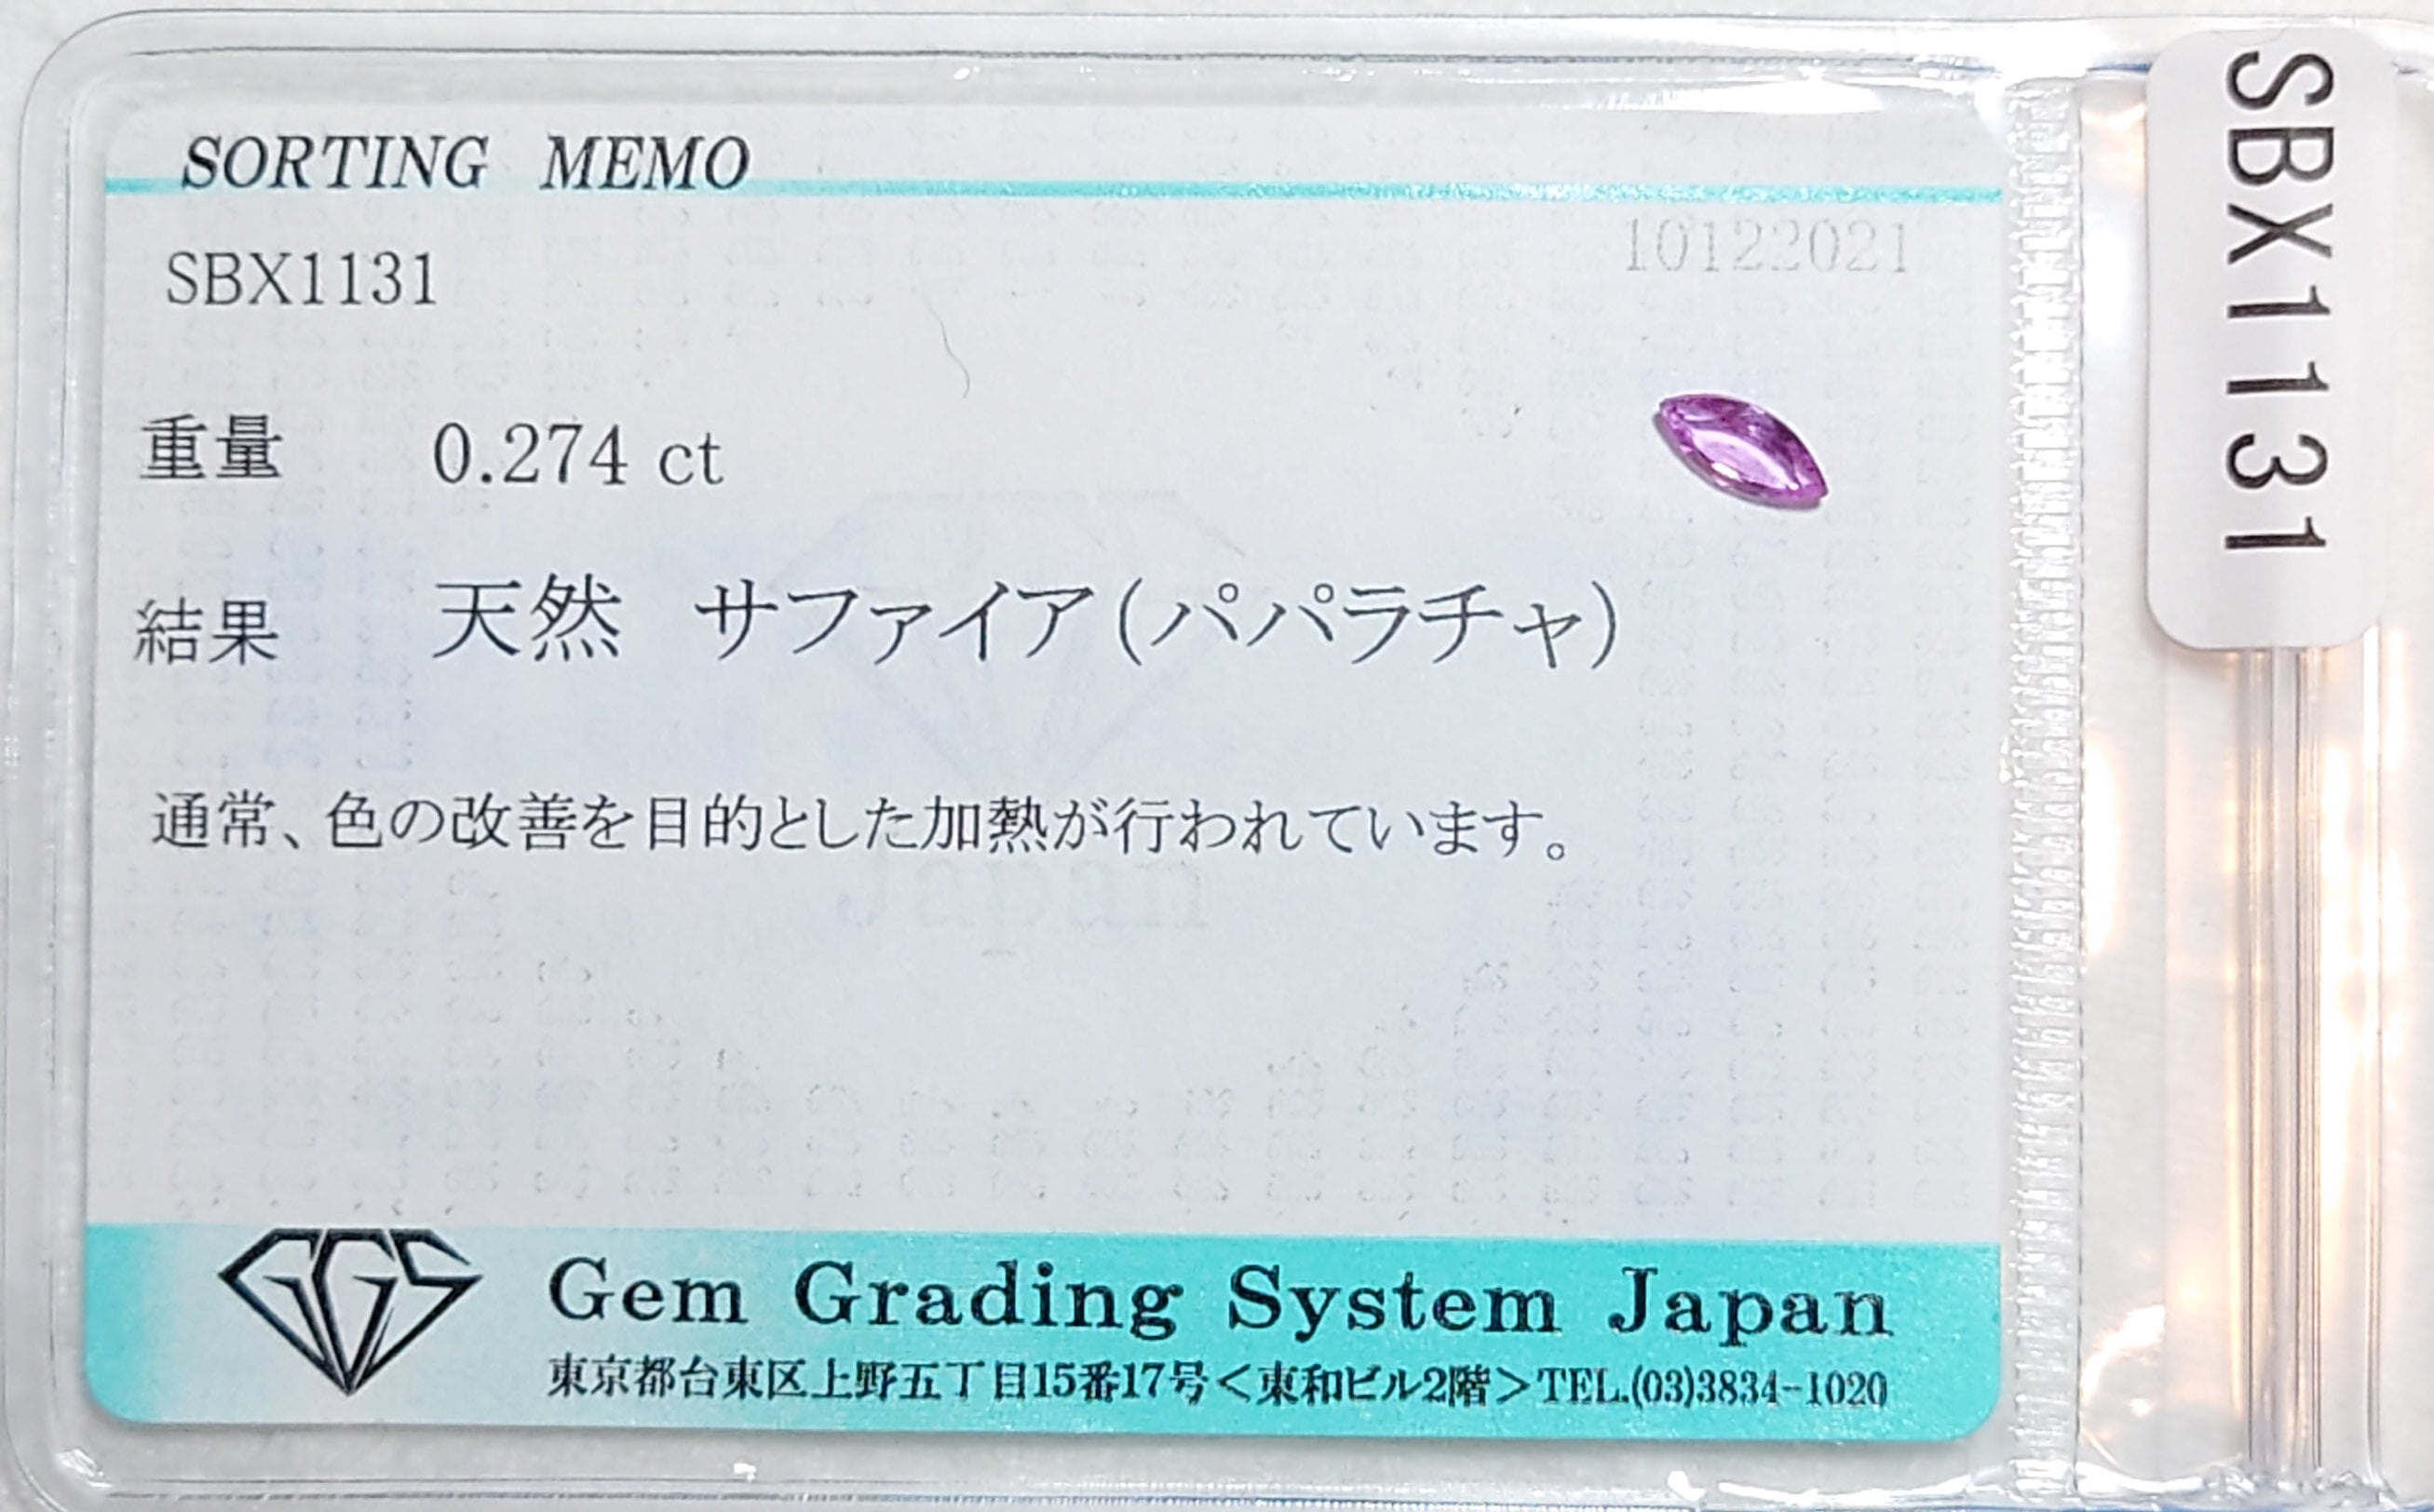 SORTING MEMO
SBX1131
10122021
重量 0.274 ct
結果 天然 サファイア(パパラチャ)
通常、色の改善を目的とした加熱が行われています。
Japan
GGS
Gem Grading System Japan
東京都台東区上野五丁目15番17号<東和ビル2階>TEL.(03)3834-1020
SBX1131